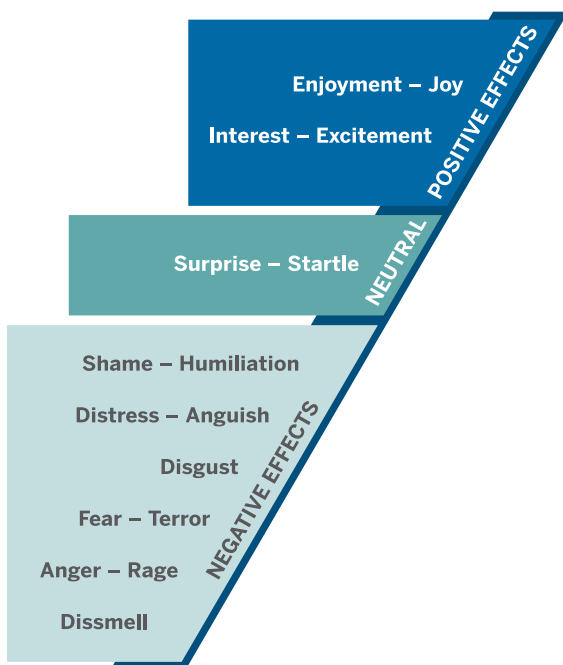 Enjoyment – Joy
Interest – Excitement
POSITIVE EFFECTS
Surprise – Startle
NEUTRAL
Shame – Humiliation
Distress – Anguish
Disgust
Fear – Terror
Anger – Rage
Dissmell
NEGATIVE EFFECTS